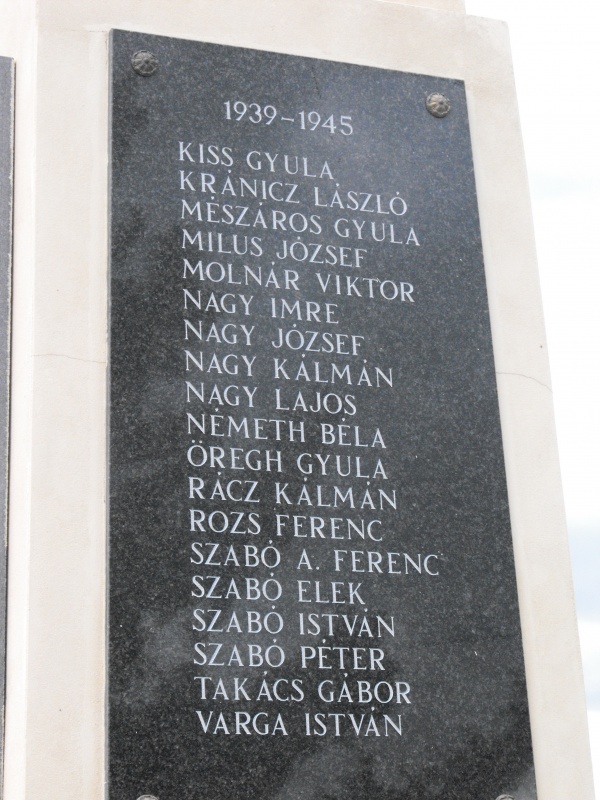 1939-1945
KISS GYULA
KRÁNICZ LÁSZLÓ
MÉSZÁROS GYULA
MILUS JÓZSEF
MOLNÁR VIKTOR
NAGY IMRE
NAGY JÓZSEF
NAGY KÁLMÁN
NAGY LAJOS
NÉMETH BÉLA
ÖREGH GYULA
RÁCZ KÁLMÁN
ROZS FERENC
SZABÓ A. FERENC
SZABÓ ELEK
SZABÓ ISTVÁN
SZABÓ PÉTER
TAKÁCS GÁBOR
VARGA ISTVÁN